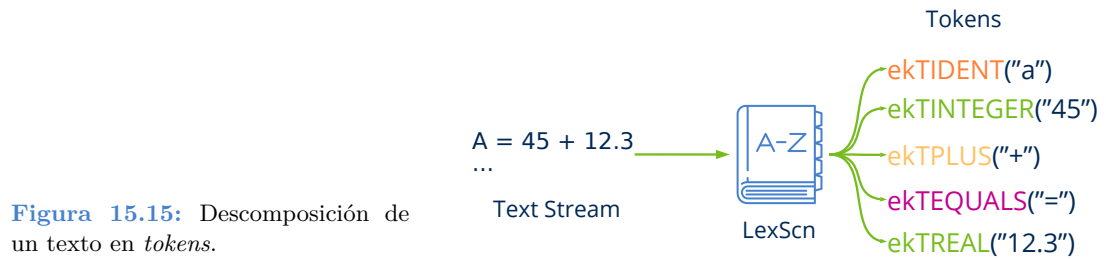 Tokens
ekTIDENT("a")
ekTINTEGER("45")
A = 45 + 12.3
...
A-Z
ekTPLUS("+")
ekTEQUALS("=")
Text Stream
LexScn
ekTREAL("12.3")
Figura 15.15: Descomposición de
un texto en tokens.